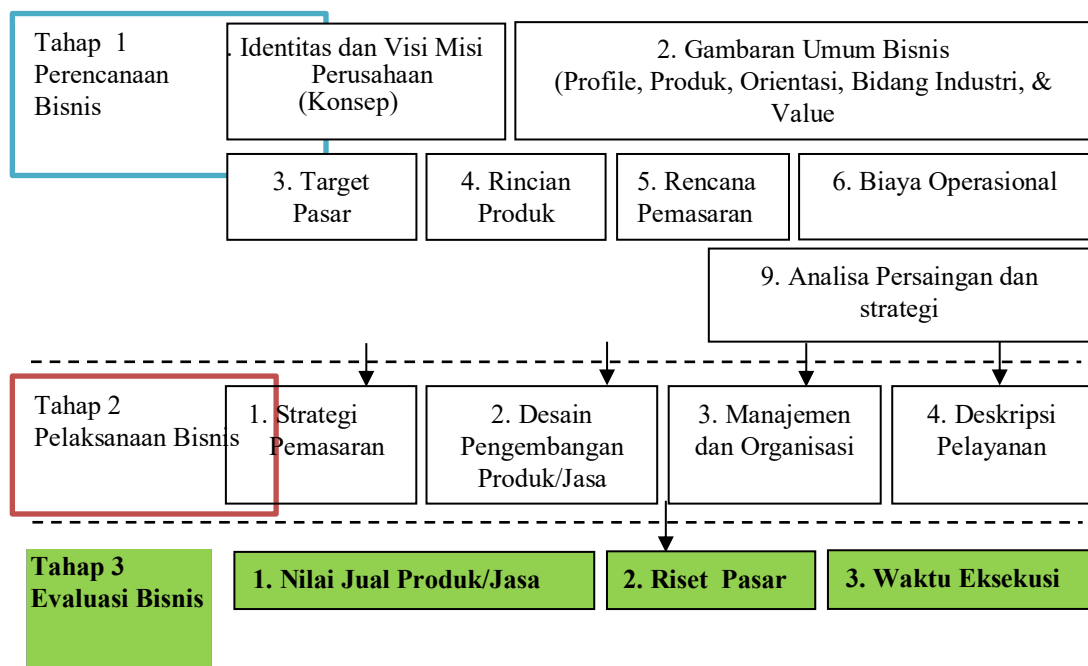 Tahap 1
Perencanaan
Bisnis
. Identitas dan Visi Misi
Perusahaan
(Konsep)
2. Gambaran Umum Bisnis
(Profile, Produk, Orientasi, Bidang Industri, &
Value
3. Target
Pasar
4. Rincian
Produk
5. Rencana
Pemasaran
6. Biaya Operasional
9. Analisa Persaingan dan
strategi
Tahap 2
Pelaksanaan Bisnis
1. Strategi
Pemasaran
2. Desain
Pengembangan
Produk/Jasa
3. Manajemen
dan Organisasi
4. Deskripsi
Pelayanan
Tahap 3
Evaluasi Bisnis
1. Nilai Jual Produk/Jasa
2. Riset Pasar
3. Waktu Eksekusi